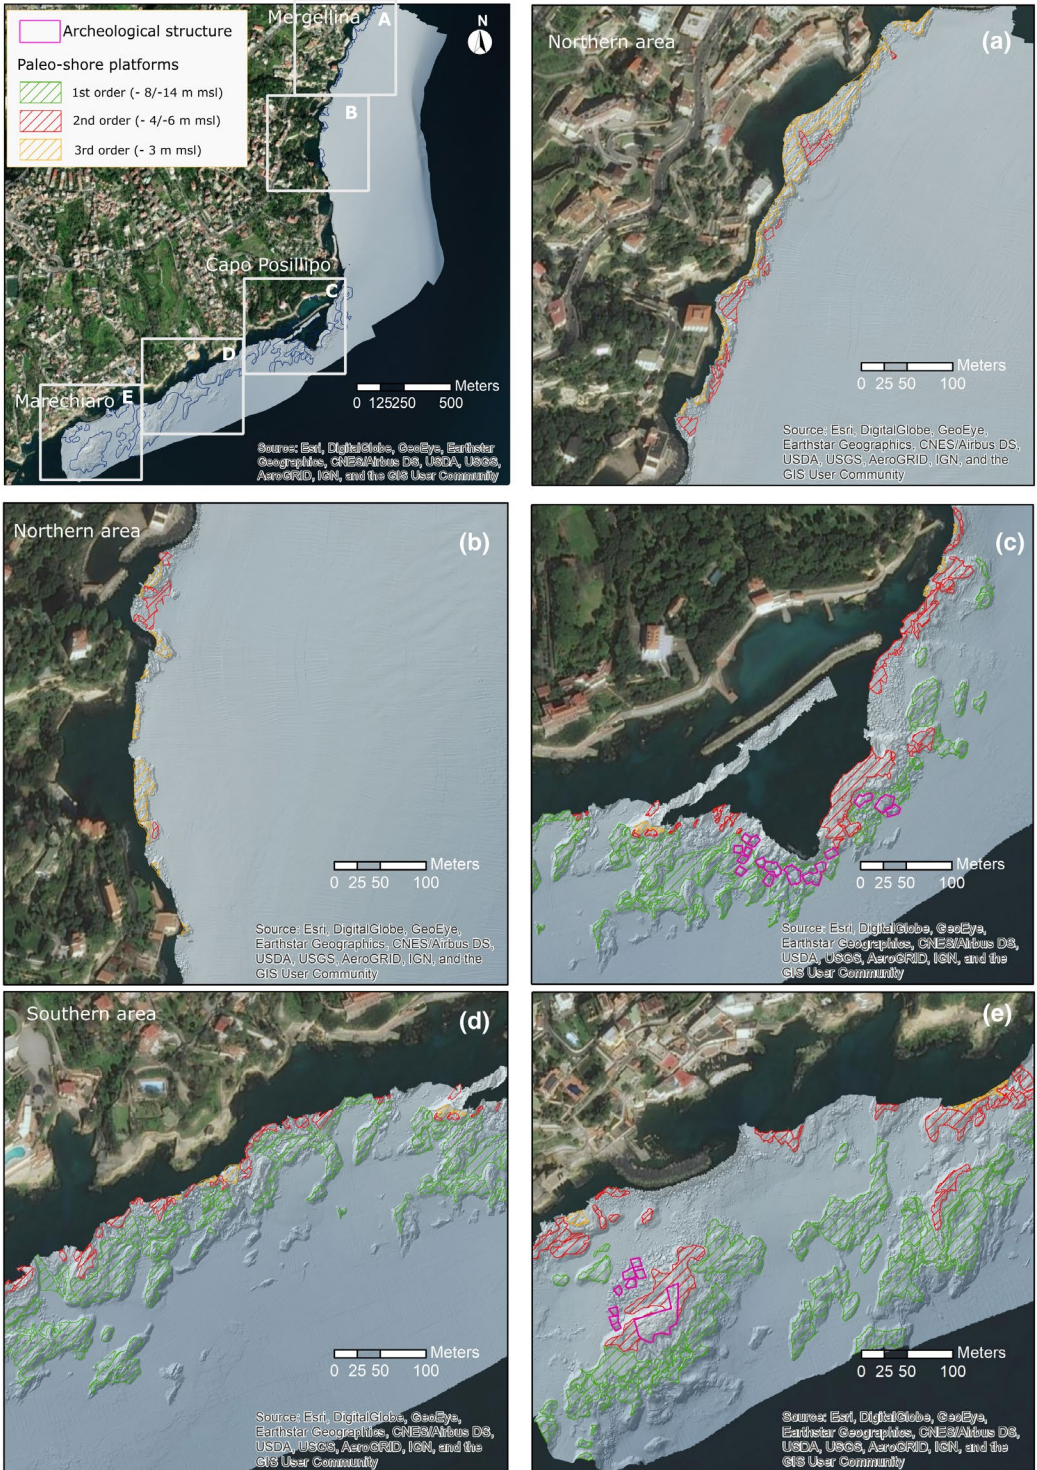 Archeological structure
Paleo-shore platforms
1st order (- 8/-14 m msl)
2nd order (- 4/-6 m msl)
3rd order (- 3 m msl)
Mergellina
A
N
B
Capo Posillipo
C
D
Marechiaro
E
Meters
0 125250 500
Source: Esri, DigitalGlobe, GeoEye, Earthstar
Geographics, CNES/Airbus DS, USDA, USGS,
AeroGRID, IGN, and the GIS User Community
Northern area
(a)
Meters
0 25 50 100
Source: Esri, DigitalGlobe, GeoEye,
Earthstar Geographics, CNES/Airbus DS,
USDA, USGS, AeroGRID, IGN, and the
GIS User Community
Northern area
(b)
Meters
0 25 50 100
Source: Esri, DigitalGlobe, GeoEye,
Earthstar Geographics, CNES/Airbus DS,
USDA, USGS, AeroGRID, IGN, and the
GIS User Community
(c)
Meters
0 25 50 100
Source: Esri, DigitalGlobe, GeoEye,
Earthstar Geographics, CNES/Airbus DS,
USDA, USGS, AeroGRID, IGN, and the
GIS User Community
Southern area
(d)
Meters
0 25 50 100
Source: Esri, DigitalGlobe, GeoEye,
Earthstar Geographics, CNES/Airbus DS,
USDA, USGS, AeroGRID, IGN, and the
GIS User Community
(e)
Meters
0 25 50 100
Source: Esri, DigitalGlobe, GeoEye,
Earthstar Geographics, CNES/Airbus DS,
USDA, USGS, AeroGRID, IGN, and the
GIS User Community